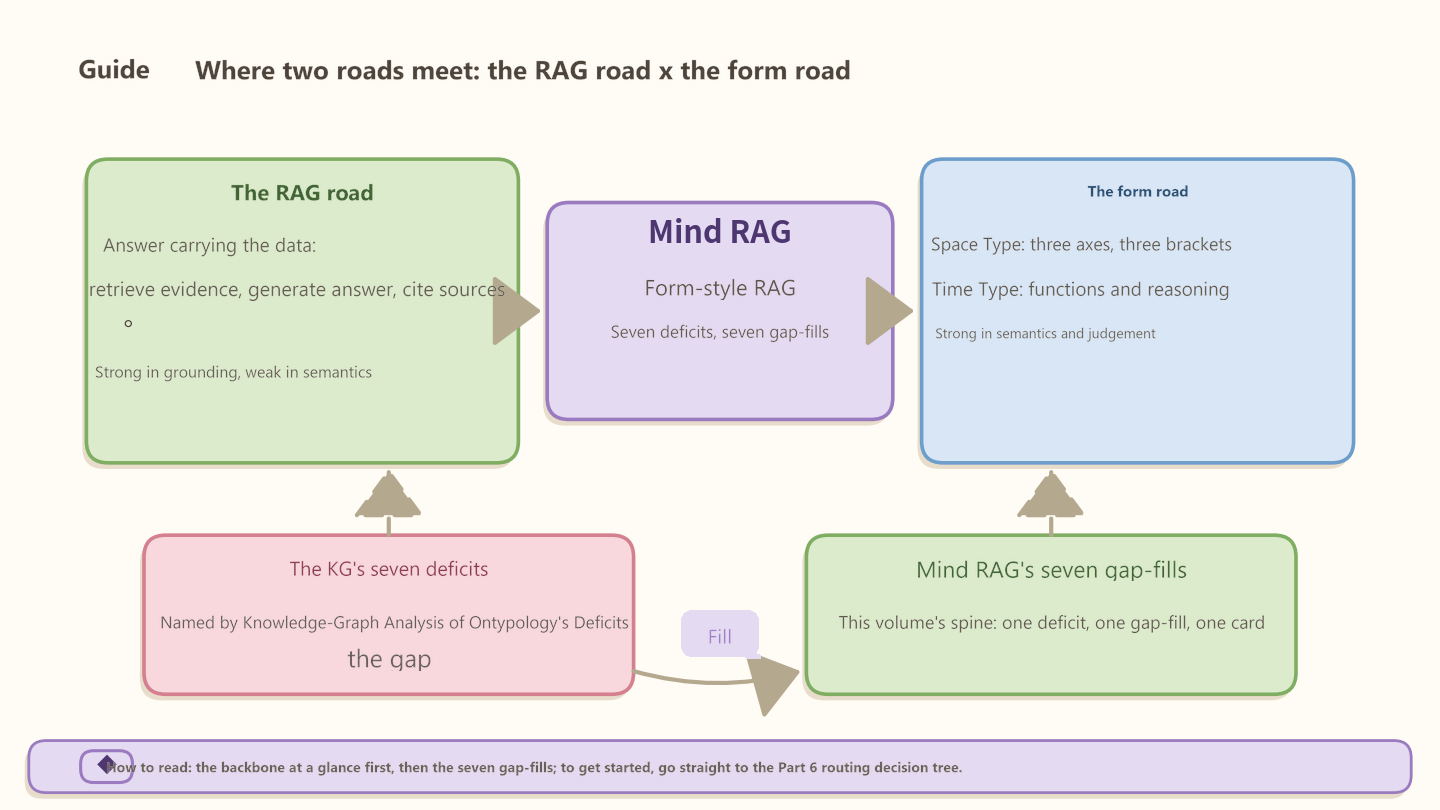 Guide
Where two roads meet: the RAG road x the form road
The RAG road
Answer carrying the data:
retrieve evidence, generate answer, cite sources
Strong in grounding, weak in semantics
Mind RAG
Form-style RAG
Seven deficits, seven gap-fills
The form road
Space Type: three axes, three brackets
Time Type: functions and reasoning
Strong in semantics and judgement
The KG's seven deficits
Named by Knowledge-Graph Analysis of Ontypology's Deficits
the gap
Fill
Mind RAG's seven gap-fills
This volume's spine: one deficit, one gap-fill, one card
How to read: the backbone at a glance first, then the seven gap-fills; to get started, go straight to the Part 6 routing decision tree.